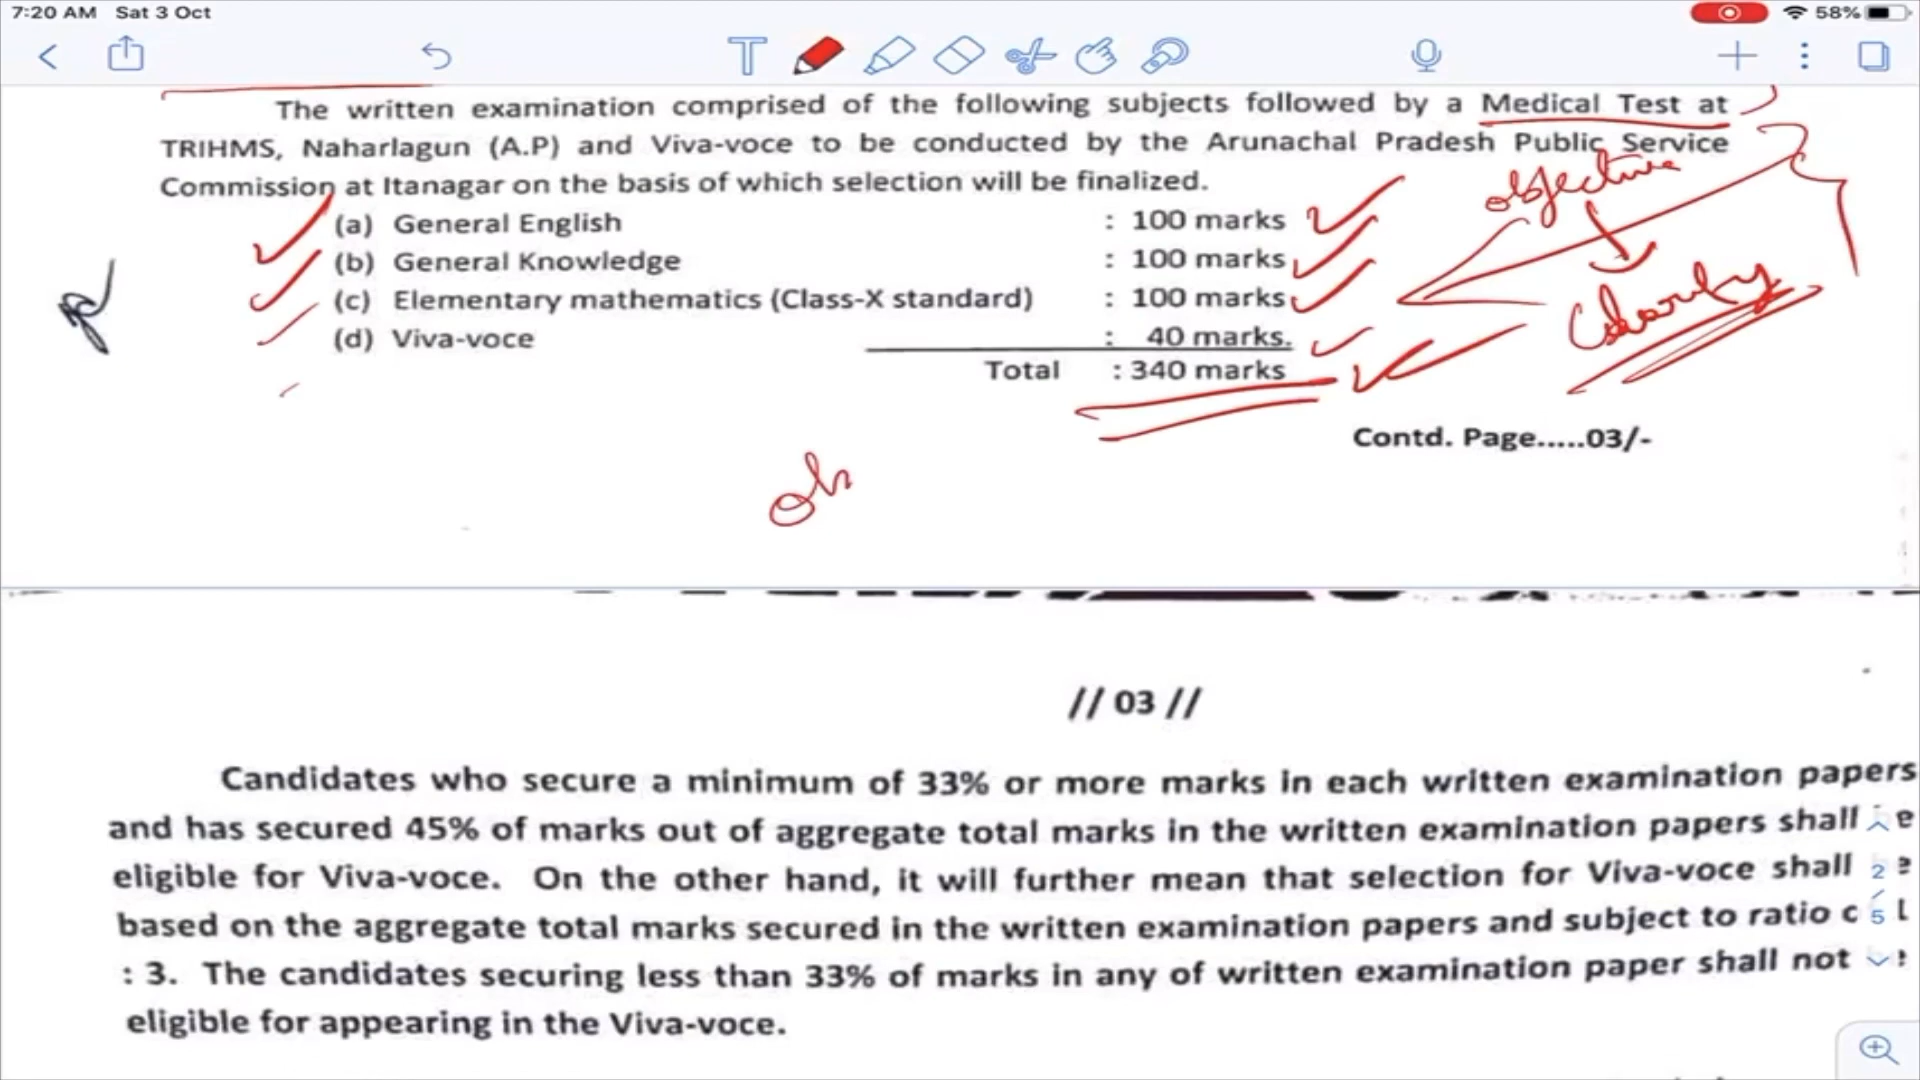 7:20 AM Sat 3 Oct 58%
The written examination comprised of the following subjects followed by a Medical Test at
TRIHMS, Naharlagun (A.P) and Viva-voce to be conducted by the Arunachal Pradesh Public Service
Commission at Itanagar on the basis of which selection will be finalized.
objective
(a) General English : 100 marks
(b) General Knowledge : 100 marks
(c) Elementary mathematics (Class-X standard) : 100 marks
(d) Viva-voce : 40 marks.
Total : 340 marks
Contd. Page.....03/-
Ob
// 03 //
Candidates who secure a minimum of 33% or more marks in each written examination papers
and has secured 45% of marks out of aggregate total marks in the written examination papers shall
eligible for Viva-voce. On the other hand, it will further mean that selection for Viva-voce shall
based on the aggregate total marks secured in the written examination papers and subject to ratio
: 3. The candidates securing less than 33% of marks in any of written examination paper shall not
eligible for appearing in the Viva-voce.
2/5